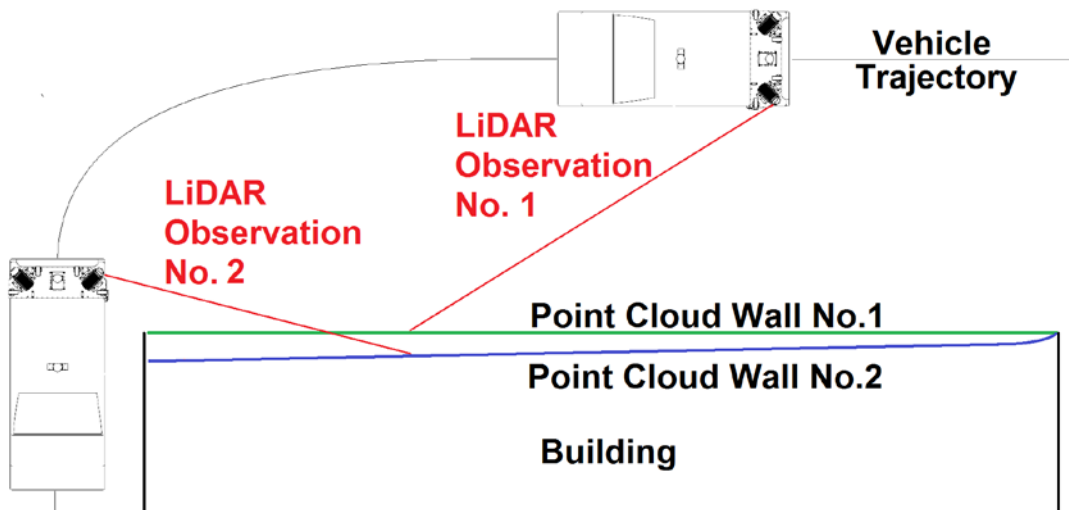 Vehicle
Trajectory
LiDAR
Observation
No. 1
LiDAR
Observation
No. 2
Point Cloud Wall No.1
Point Cloud Wall No.2
Building